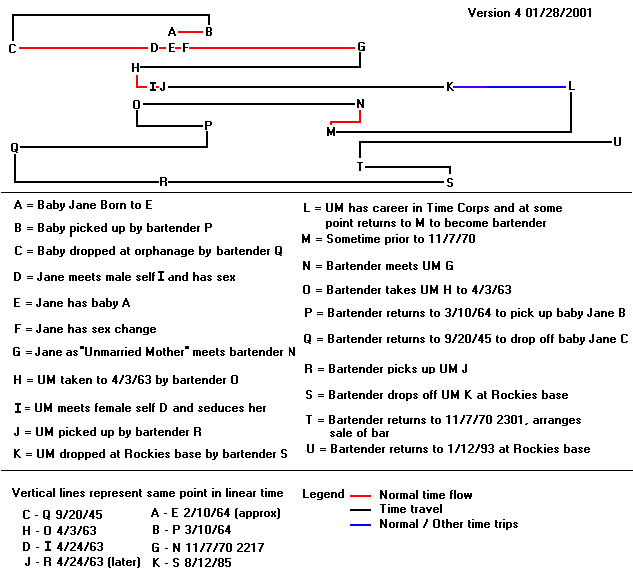 Version 4 01/28/2001
A B
C D E F G
H
I J K L
O N
P M
Q U
T
R S
A = Baby Jane Born to E
B = Baby picked up by bartender P
C = Baby dropped at orphanage by bartender Q
D = Jane meets male self I and has sex
E = Jane has baby A
F = Jane has sex change
G = Jane as "Unmarried Mother" meets bartender N
H = UM taken to 4/3/63 by bartender O
I = UM meets female self D and seduces her
J = UM picked up by bartender R
K = UM dropped at Rockies base by bartender S
L = UM has career in Time Corps and at some
point returns to M to become bartender
M = Sometime prior to 11/7/70
N = Bartender meets UM G
O = Bartender takes UM H to 4/3/63
P = Bartender returns to 3/10/64 to pick up baby Jane B
Q = Bartender returns to 9/20/45 to drop off baby Jane C
R = Bartender picks up UM J
S = Bartender drops off UM K at Rockies base
T = Bartender returns to 11/7/70 2301, arranges
sale of bar
U = Bartender returns to 1/12/93 at Rockies base
Vertical lines represent same point in linear time
C - Q 9/20/45
H - O 4/3/63
D - I 4/24/63
J - R 4/24/63 (later)
A - E 2/10/64 (approx)
B - P 3/10/64
G - N 11/7/70 2217
K - S 8/12/85
Legend
Normal time flow
Time travel
Normal / Other time trips